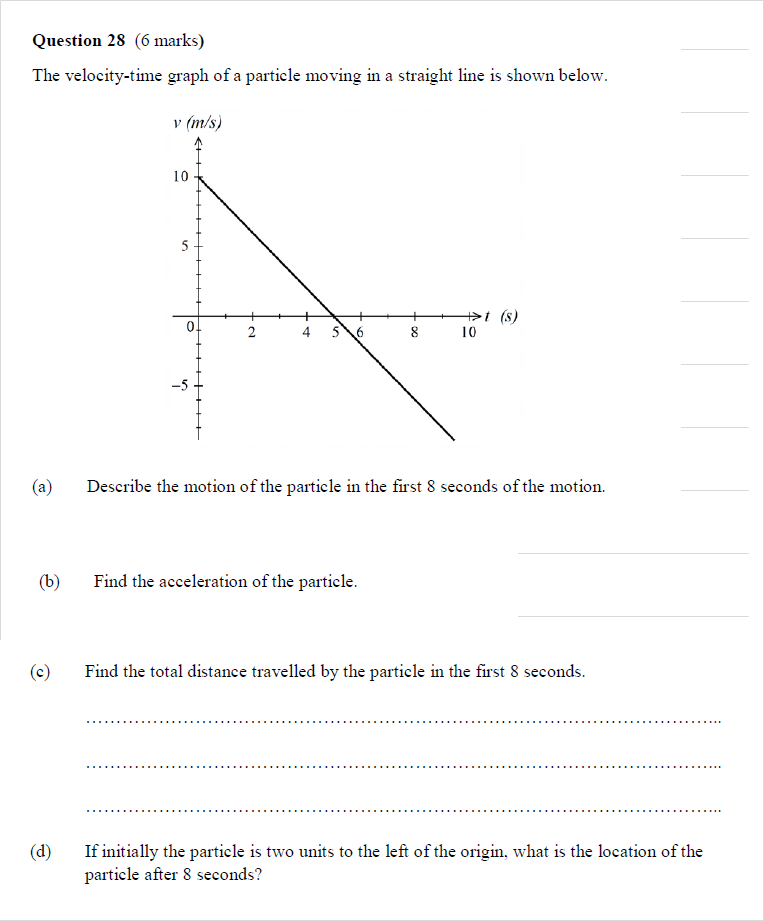 Question 28 (6 marks)
The velocity-time graph of a particle moving in a straight line is shown below.
v (m/s)
10
5
0
2
4
5
6
8
10
t (s)
–5
(a) Describe the motion of the particle in the first 8 seconds of the motion.
(b) Find the acceleration of the particle.
(c) Find the total distance travelled by the particle in the first 8 seconds.
(d) If initially the particle is two units to the left of the origin, what is the location of the
particle after 8 seconds?